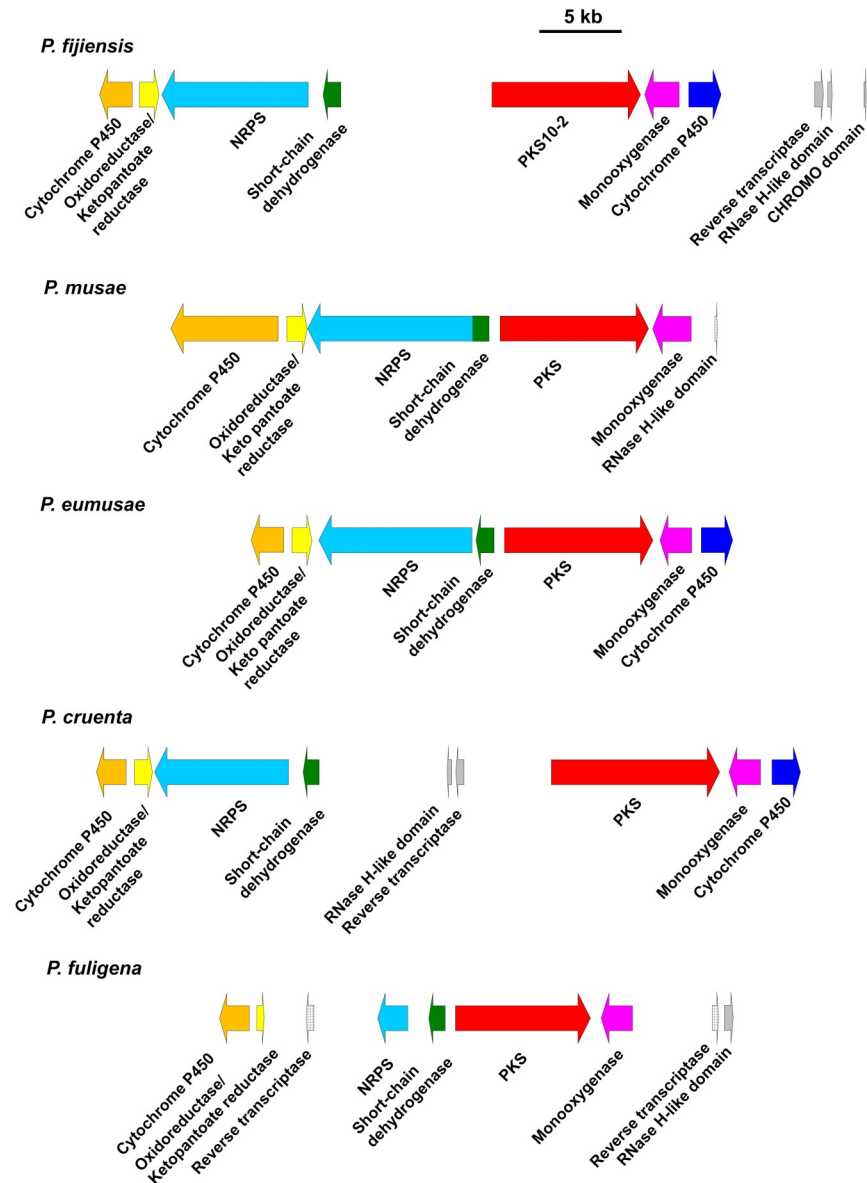 5 kb
P. fijiensis
Cytochrome P450
Oxidoreductase/
Ketopantoate
reductase
NRPS
Short-chain
dehydrogenase
PKS10-2
Monooxygenase
Cytochrome P450
Reverse transcriptase
RNase H-like domain
CHROMO domain
P. musae
Cytochrome P450
Oxidoreductase/
Keto pantoate
reductase
NRPS
Short-chain
dehydrogenase
PKS
Monooxygenase
RNase H-like domain
P. eumusae
Cytochrome P450
Oxidoreductase/
Keto pantoate
reductase
NRPS
Short-chain
dehydrogenase
PKS
Monooxygenase
Cytochrome P450
P. cruenta
Cytochrome P450
Oxidoreductase/
Ketopantoate
reductase
NRPS
Short-chain
dehydrogenase
RNase H-like domain
Reverse transcriptase
PKS
Monooxygenase
Cytochrome P450
P. fuligena
Cytochrome P450
Oxidoreductase/
Ketopantoate reductase
Reverse transcriptase
NRPS
Short-chain
dehydrogenase
PKS
Monooxygenase
Reverse transcriptase
RNase H-like domain